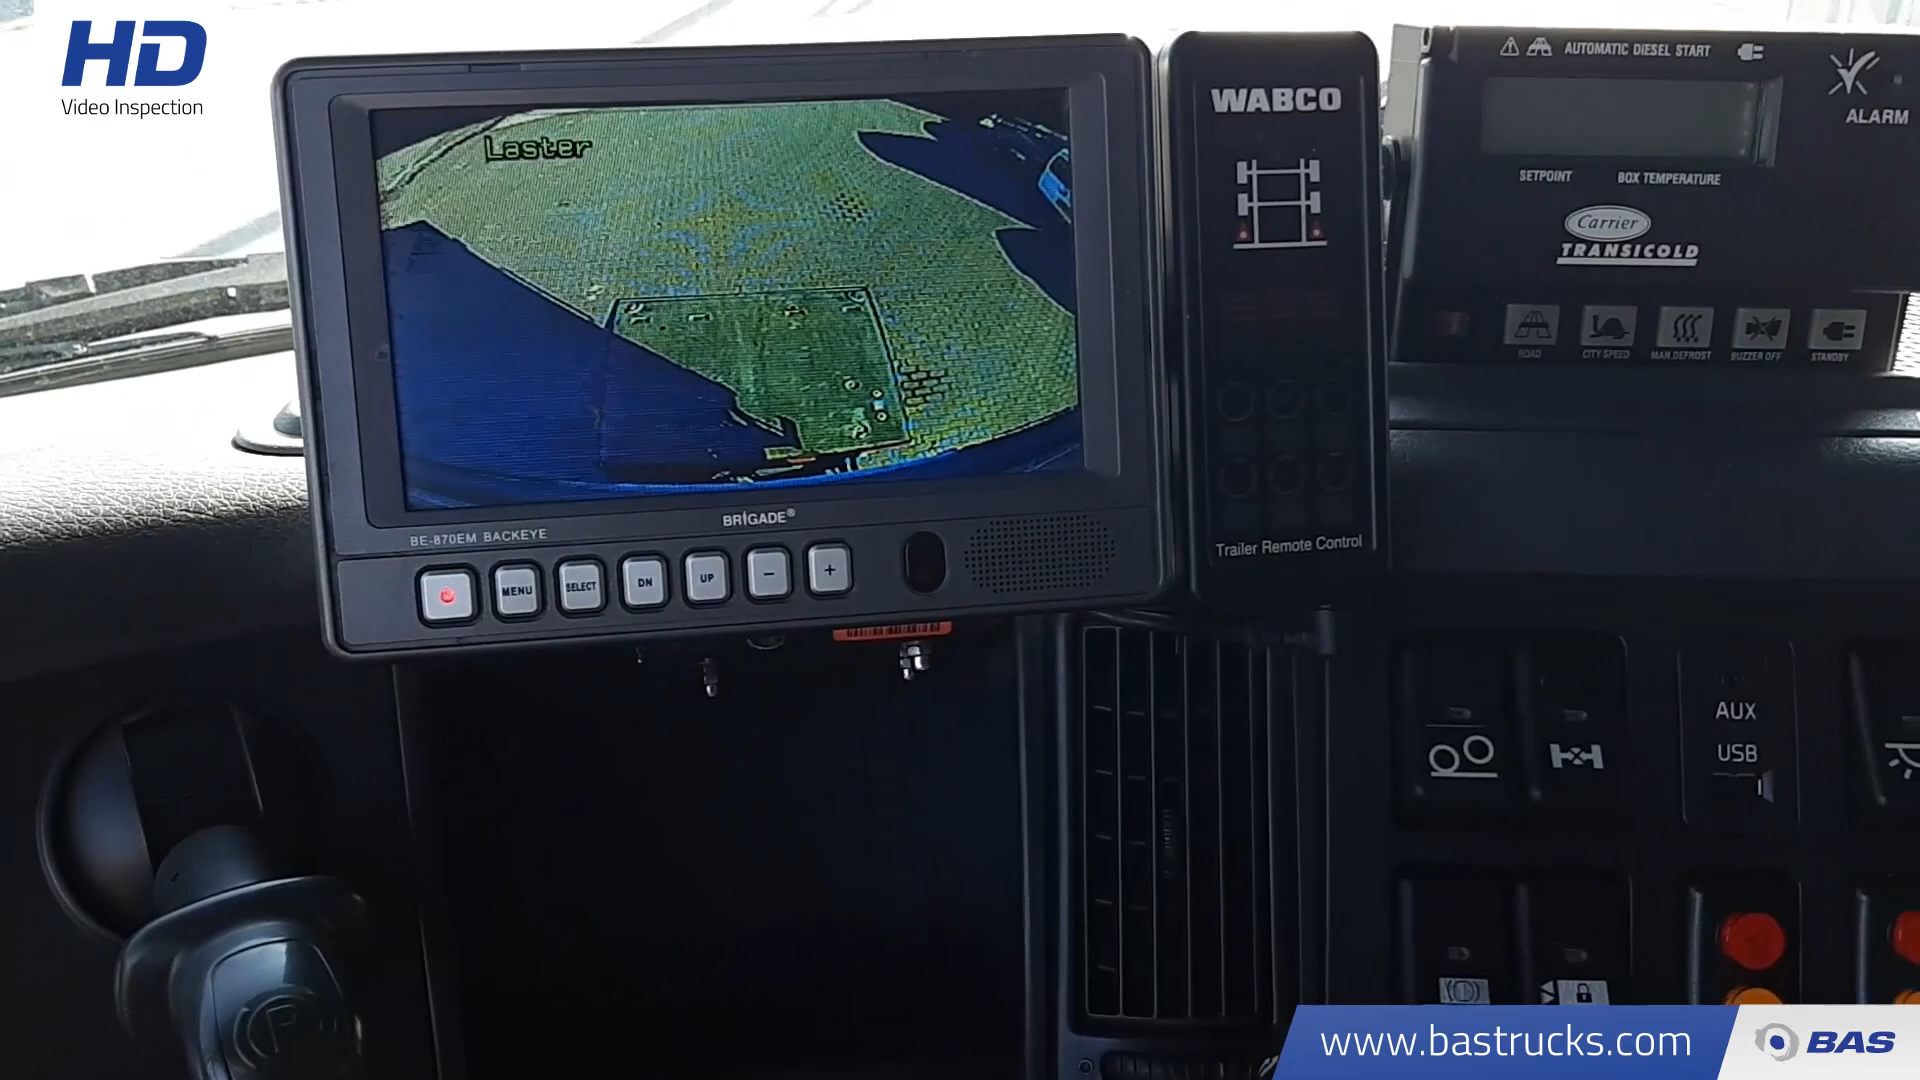 HD
Video Inspection
Laster
BRIGADE®
BE-870EM BACKEYE
MENU
SELECT
DN
UP
−
+
WABCO
Trailer Remote Control
AUTOMATIC DIESEL START
ALARM
SETPOINT
BOX TEMPERATURE
Carrier
TRANSICOLD
ROAD
CITY SPEED
MAN.DEFROST
BUZZER OFF
STANDBY
AUX
USB
P
www.bastrucks.com
BAS